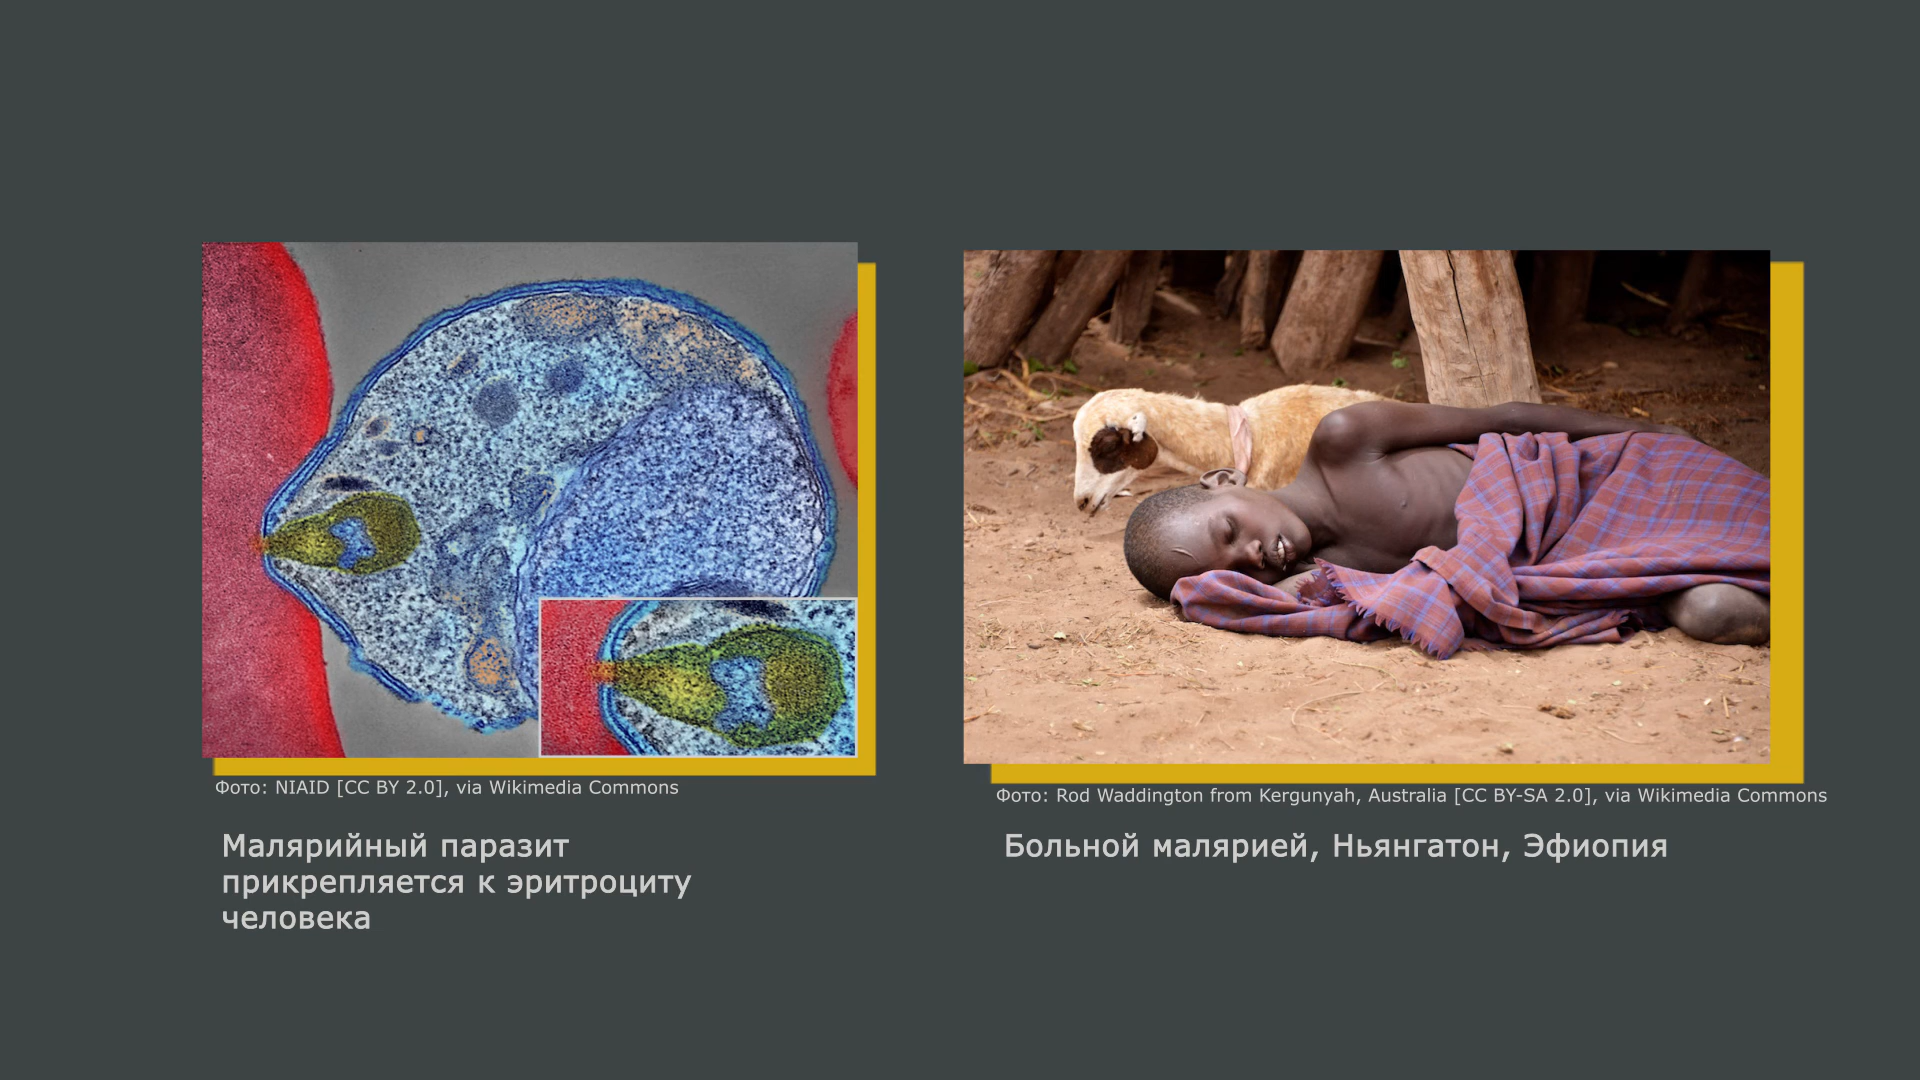 Фото: NIAID [CC BY 2.0], via Wikimedia Commons
Малярийный паразит
прикрепляется к эритроциту
человека
Фото: Rod Waddington from Kergunyah, Australia [CC BY-SA 2.0], via Wikimedia Commons
Больной малярией, Ньянгатон, Эфиопия